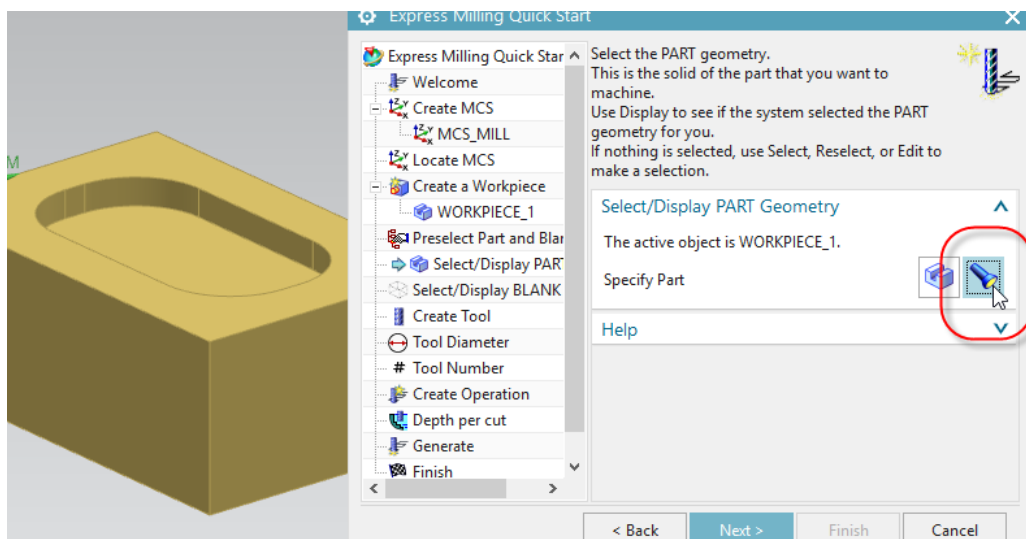 Express Milling Quick Start
M
Express Milling Quick Star
Welcome
Create MCS
MCS_MILL
Locate MCS
Create a Workpiece
WORKPIECE_1
Preselect Part and Blan
Select/Display PAR
Select/Display BLANK
Create Tool
Tool Diameter
# Tool Number
Create Operation
Depth per cut
Generate
Finish
Select the PART geometry.
This is the solid of the part that you want to
machine.
Use Display to see if the system selected the PART
geometry for you.
If nothing is selected, use Select, Reselect, or Edit to
make a selection.
Select/Display PART Geometry
The active object is WORKPIECE_1.
Specify Part
Help
< Back
Next >
Finish
Cancel